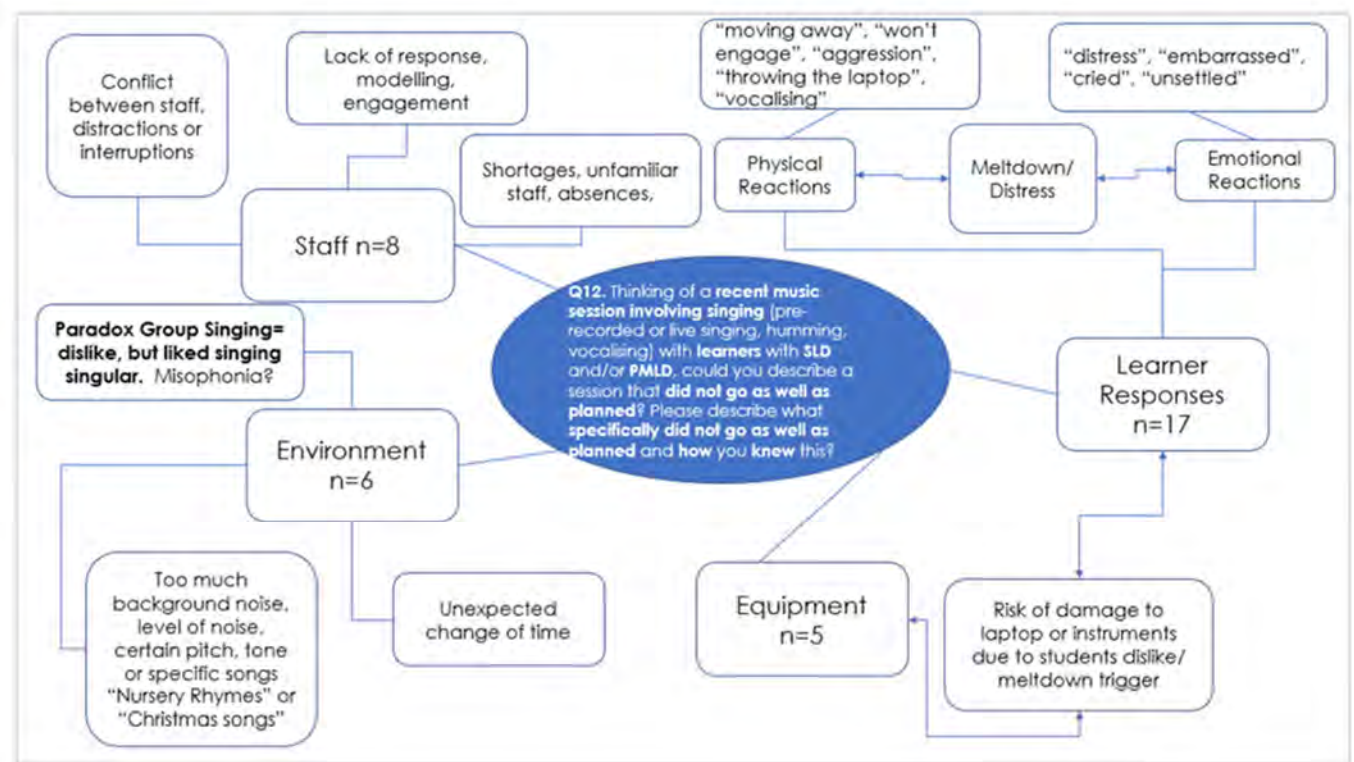 Conflict
between staff,
distractions or
interruptions
Lack of response,
modelling,
engagement
Shortages, unfamiliar
staff, absences,
Staff n=8
"moving away", "won't
engage", "aggression",
"throwing the laptop",
"vocalising"
"distress", "embarrassed",
"cried", "unsettled"
Physical
Reactions
Meltdown/
Distress
Emotional
Reactions
Q12. Thinking of a recent music
session involving singing (pre-
recorded or live singing, humming,
vocalising) with learners with SLD
and/or PMLD, could you describe a
session that did not go as well as
planned? Please describe what
specifically did not go as well as
planned and how you knew this?
Paradox Group Singing=
dislike, but liked singing
singular. Misophonia?
Environment
n=6
Too much
background noise,
level of noise,
certain pitch, tone
or specific songs
"Nursery Rhymes" or
"Christmas songs"
Unexpected
change of time
Learner
Responses
n=17
Equipment
n=5
Risk of damage to
laptop or instruments
due to students dislike/
meltdown trigger